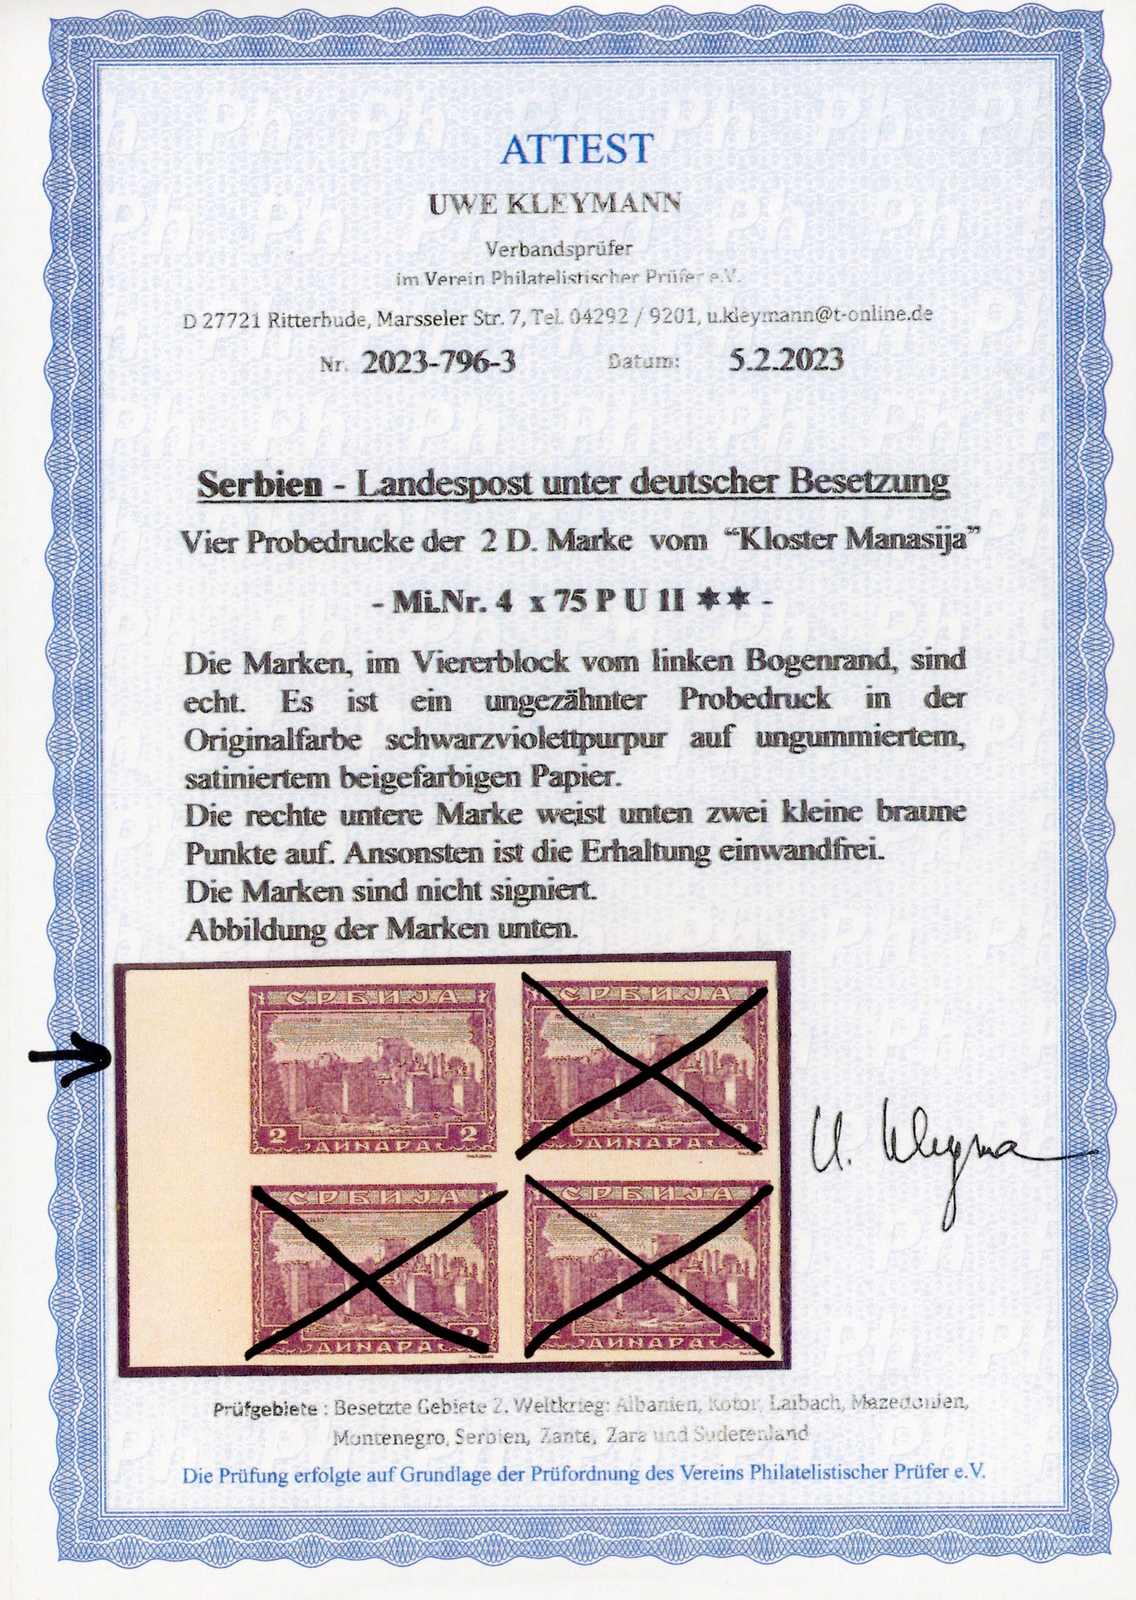 ATTEST
UWE KLEYMANN
Verbandsprüfer
im Verein Philatelistischer Prüfer e.V.
D 27721 Ritterhude, Marsseler Str. 7, Tel. 04292 / 9201, u.kleymann@t-online.de
Nr. 2023-796-3 Datum: 5.2.2023
Serbien - Landespost unter deutscher Besetzung
Vier Probedrucke der 2 D. Marke vom “Kloster Manasija”
- Mi.Nr. 4 x 75 P U 1I ✶✶ -
Die Marken, im Viererblock vom linken Bogenrand, sind
echt. Es ist ein ungezähnter Probedruck in der
Originalfarbe schwarzviolettpurpur auf ungummiertem,
satiniertem beigefarbigen Papier.
Die rechte untere Marke weist unten zwei kleine braune
Punkte auf. Ansonsten ist die Erhaltung einwandfrei.
Die Marken sind nicht signiert.
Abbildung der Marken unten.
СРБИЈА СРБИЈА
2 ДИНАРА 2 ДИНАРА
U. Kleyma
СРБИЈА СРБИЈА
ДИНАРА ДИНАРА
Prüfgebiete : Besetzte Gebiete 2. Weltkrieg: Albanien, Kotor, Laibach, Mazedonien,
Montenegro, Serbien, Zante, Zara und Sudetenland
Die Prüfung erfolgte auf Grundlage der Prüfordnung des Vereins Philatelistischer Prüfer e.V.